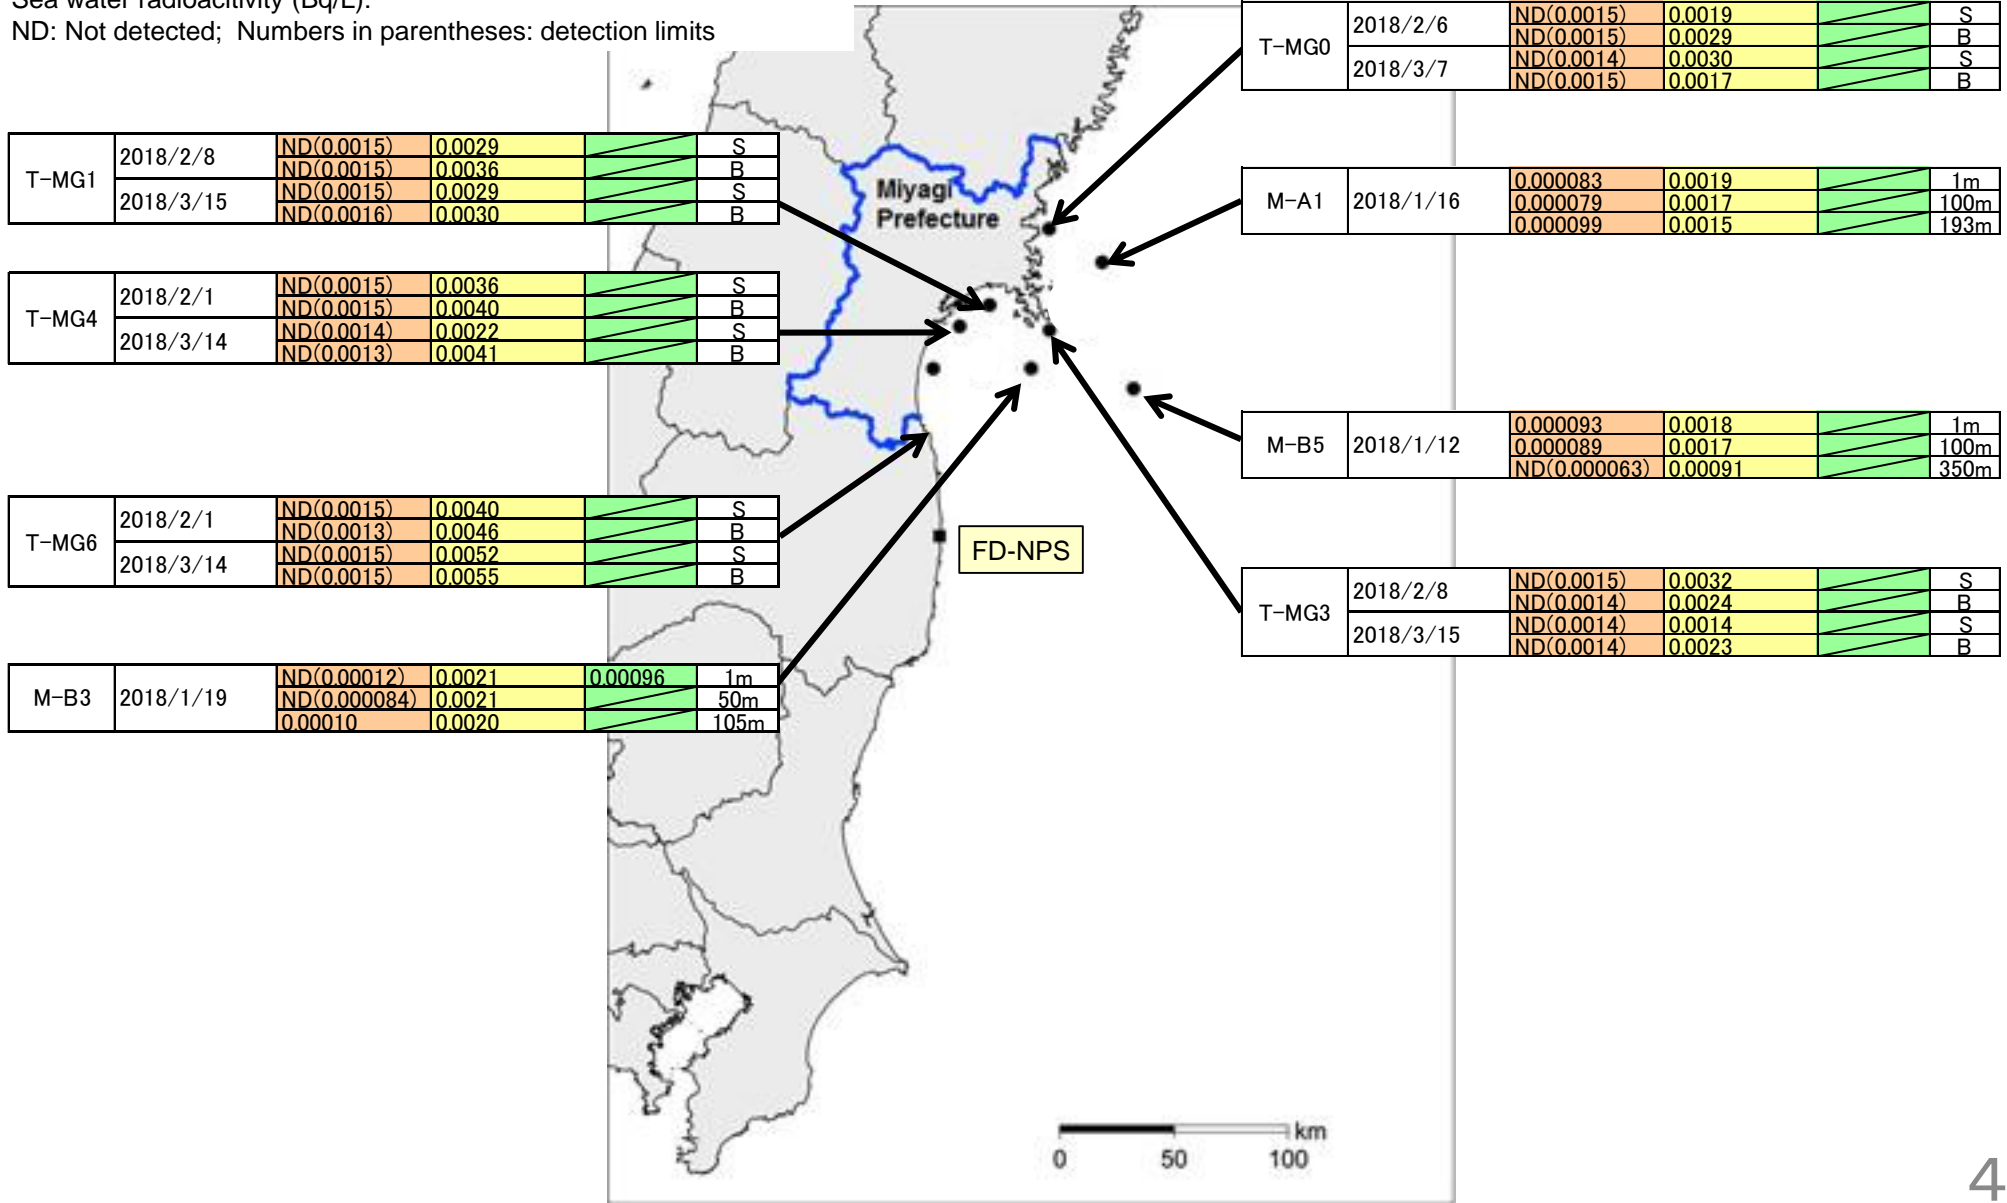 Sea water radioacitivity (Bq/L).
ND: Not detected; Numbers in parentheses: detection limits
T-MG0 2018/2/6 ND(0.0015) 0.0019 S
ND(0.0015) 0.0029 B
2018/3/7 ND(0.0014) 0.0030 S
ND(0.0015) 0.0017 B
T-MG1 2018/2/8 ND(0.0015) 0.0029 S
ND(0.0015) 0.0036 B
2018/3/15 ND(0.0015) 0.0029 S
ND(0.0016) 0.0030 B
Miyagi
Prefecture
M-A1 2018/1/16 0.000083 0.0019 1m
0.000079 0.0017 100m
0.000099 0.0015 193m
T-MG4 2018/2/1 ND(0.0015) 0.0036 S
ND(0.0015) 0.0040 B
2018/3/14 ND(0.0014) 0.0022 S
ND(0.0013) 0.0041 B
M-B5 2018/1/12 0.000093 0.0018 1m
0.000089 0.0017 100m
ND(0.000063) 0.00091 350m
T-MG6 2018/2/1 ND(0.0015) 0.0040 S
ND(0.0013) 0.0046 B
2018/3/14 ND(0.0015) 0.0052 S
ND(0.0015) 0.0055 B
FD-NPS
T-MG3 2018/2/8 ND(0.0015) 0.0032 S
ND(0.0014) 0.0024 B
2018/3/15 ND(0.0014) 0.0014 S
ND(0.0014) 0.0023 B
M-B3 2018/1/19 ND(0.00012) 0.0021 0.00096 1m
ND(0.000084) 0.0021 50m
0.00010 0.0020 105m
km
0 50 100
4